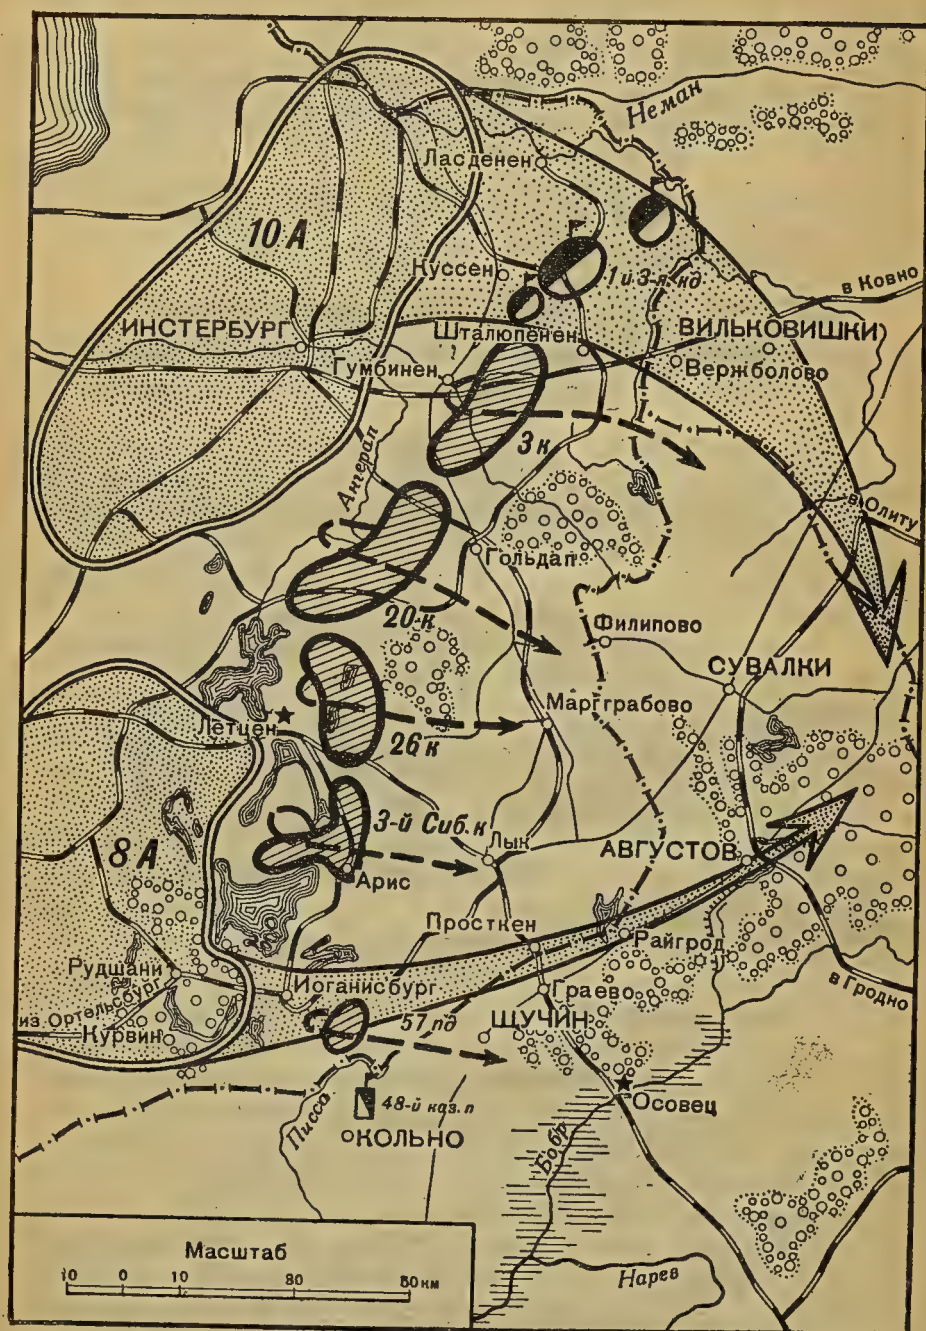 Неман
Ласденен
10 А
Куссен
1 и 3-я кд
в Ковно
ИНСТЕРБУРГ
Шталюпенен
ВИЛЬКОВИШКИ
Гумбинен
Вержболово
3 к
Ангерап
в Олиту
Гольдап
20 к
Филипово
СУВАЛКИ
Летцен
Маргграбово
26 к
3-й Сиб. к
8 А
Лык
АВГУСТОВ
Арис
Просткен
Райгрод
Рудшани
Иоганисбург
из Ортельсбург
Граево
в Гродно
57 пд
ЩУЧИН
Курвин
48-й каз. п
Осовец
Писса
КОЛЬНО
Бобр
Масштаб
10 0 10 30 50 км
Нарев